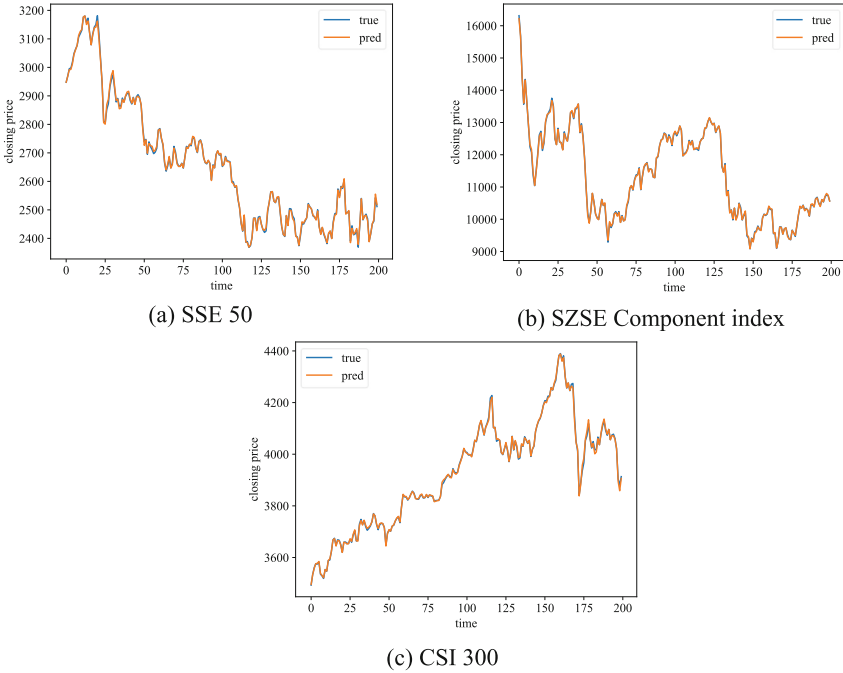 3200
3100
3000
2900
2800
2700
2600
2500
2400
closing price
true
pred
0 25 50 75 100 125 150 175 200
time
(a) SSE 50
16000
15000
14000
13000
12000
11000
10000
9000
closing price
true
pred
0 25 50 75 100 125 150 175 200
time
(b) SZSE Component index
4400
4200
4000
3800
3600
closing price
true
pred
0 25 50 75 100 125 150 175 200
time
(c) CSI 300